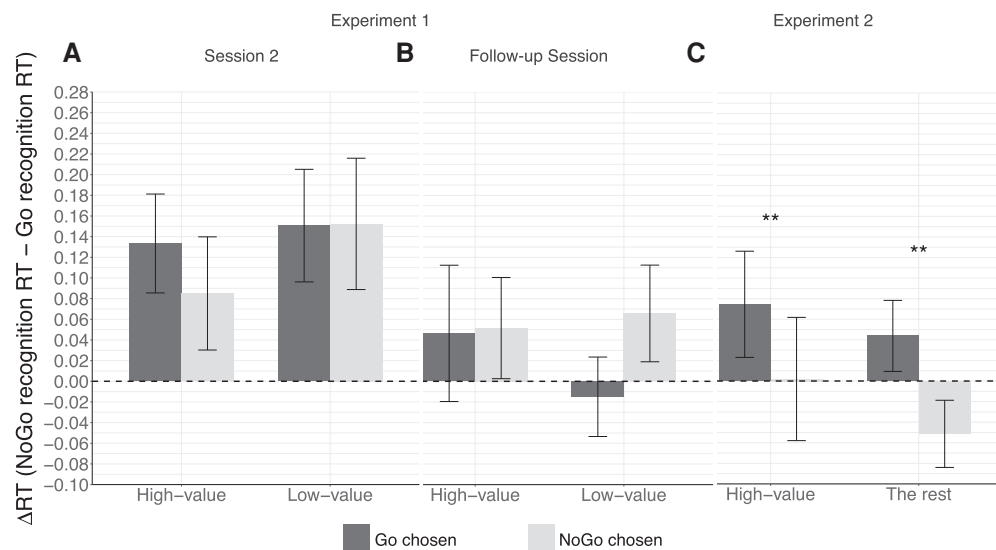 Experiment 1
Experiment 2
A
Session 2
B
Follow-up Session
C
ΔRT (NoGo recognition RT − Go recognition RT)
0.28
0.26
0.24
0.22
0.20
0.18
0.16
0.14
0.12
0.10
0.08
0.06
0.04
0.02
0.00
−0.02
−0.04
−0.06
−0.08
−0.10
**
**
High−value
Low−value
High−value
Low−value
High−value
The rest
Go chosen
NoGo chosen